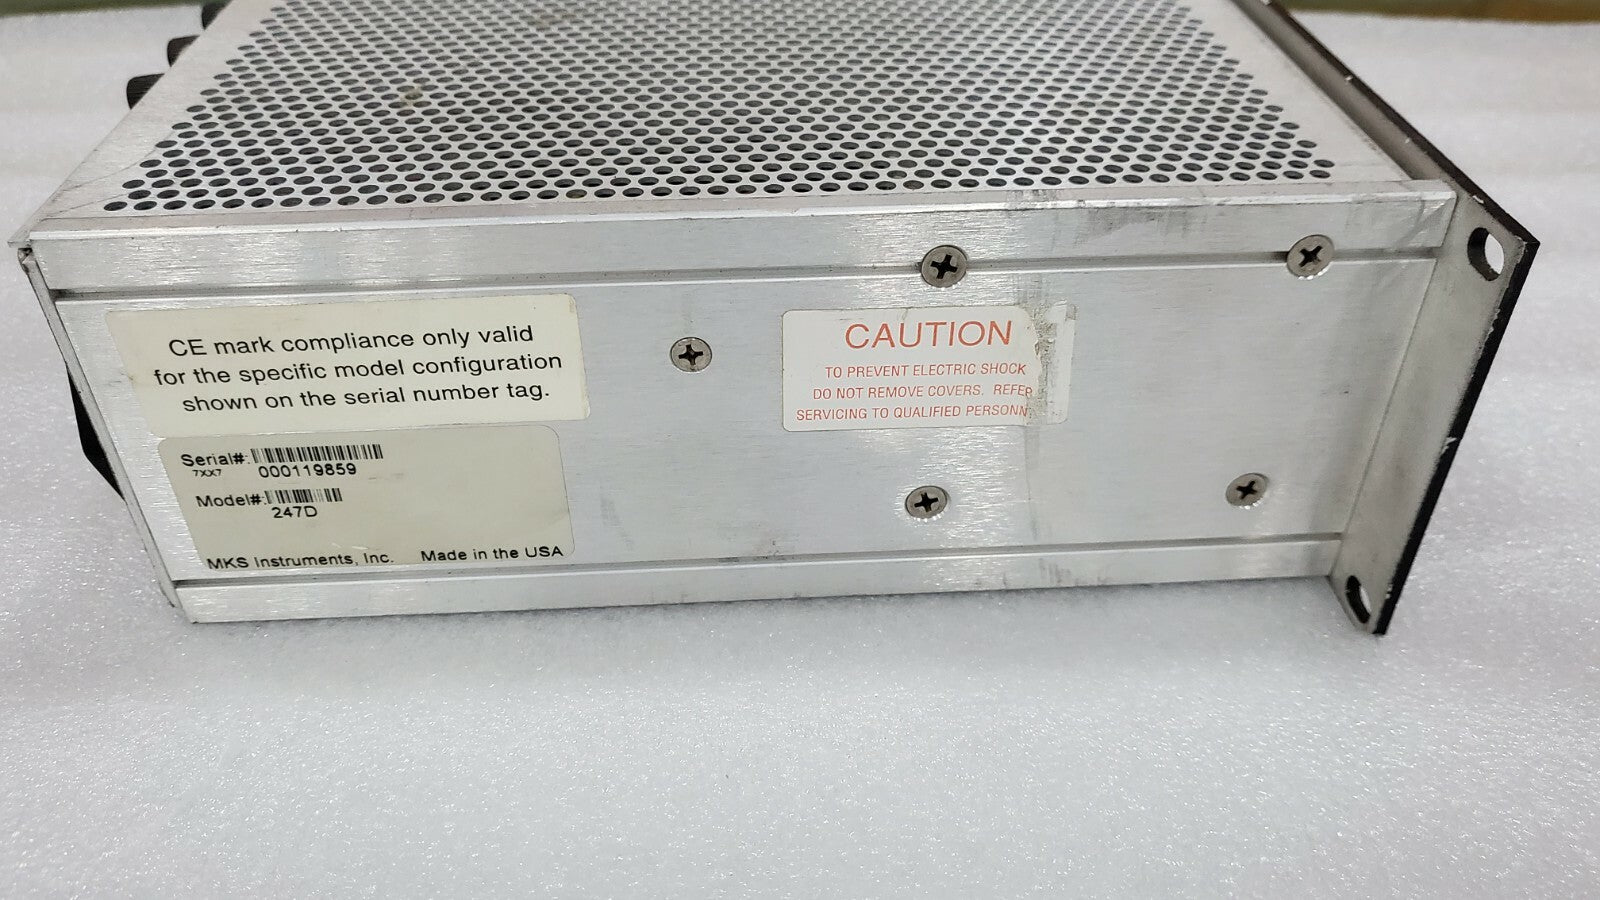 CE mark compliance only valid
for the specific model configuration
shown on the serial number tag.
Serial#:
7XX7 000119859
Model#:
247D
MKS Instruments, Inc. Made in the USA
CAUTION
TO PREVENT ELECTRIC SHOCK
DO NOT REMOVE COVERS. REFER
SERVICING TO QUALIFIED